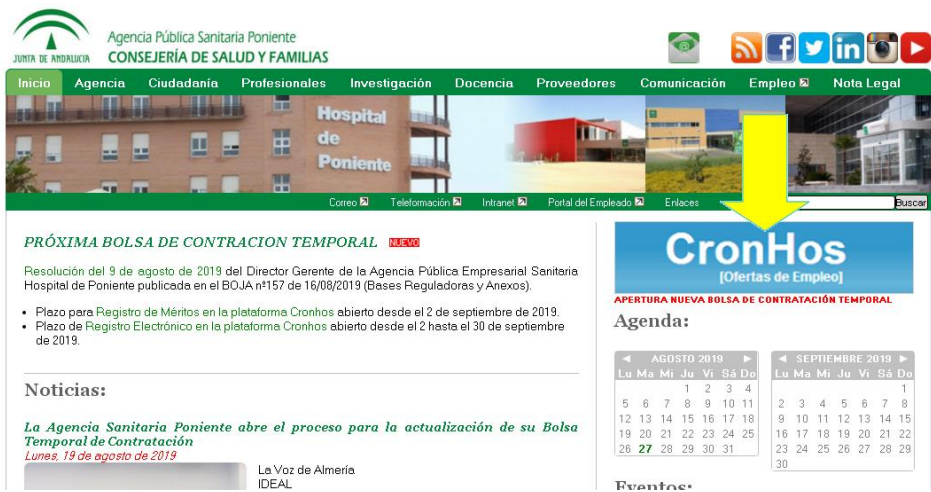 JUNTA DE ANDALUCIA
Agencia Pública Sanitaria Poniente
CONSEJERÍA DE SALUD Y FAMILIAS
Inicio Agencia Ciudadanía Profesionales Investigación Docencia Proveedores Comunicación Empleo Nota Legal
Hospital
de
Poniente
Correo Teleformación Intranet Portal del Empleado Enlaces Buscar
PRÓXIMA BOLSA DE CONTRACION TEMPORAL NUEVO
Resolución del 9 de agosto de 2019 del Director Gerente de la Agencia Pública Empresarial Sanitaria
Hospital de Poniente publicada en el BOJA nº157 de 16/08/2019 (Bases Reguladoras y Anexos).
Plazo para Registro de Méritos en la plataforma Cronhos abierto desde el 2 de septiembre de 2019.
Plazo de Registro Electrónico en la plataforma Cronhos abierto desde el 2 hasta el 30 de septiembre
de 2019.
Noticias:
La Agencia Sanitaria Poniente abre el proceso para la actualización de su Bolsa
Temporal de Contratación
Lunes, 19 de agosto de 2019
La Voz de Almería
IDEAL
CronHos
[Ofertas de Empleo]
APERTURA NUEVA BOLSA DE CONTRATACIÓN TEMPORAL
Agenda:
AGOSTO 2019
Lu Ma Mi Ju Vi Sá Do
1 2 3 4
5 6 7 8 9 10 11
12 13 14 15 16 17 18
19 20 21 22 23 24 25
26 27 28 29 30 31
SEPTIEMBRE 2019
Lu Ma Mi Ju Vi Sá Do
1
2 3 4 5 6 7 8
9 10 11 12 13 14 15
16 17 18 19 20 21 22
23 24 25 26 27 28 29
30
Eventos: